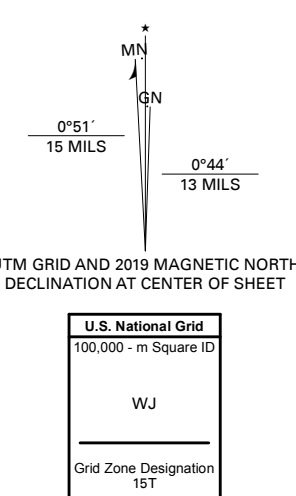 ★
MN
GN
0°51´
15 MILS
0°44´
13 MILS
UTM GRID AND 2019 MAGNETIC NORTH
DECLINATION AT CENTER OF SHEET
U.S. National Grid
100,000 - m Square ID
WJ
Grid Zone Designation
15T